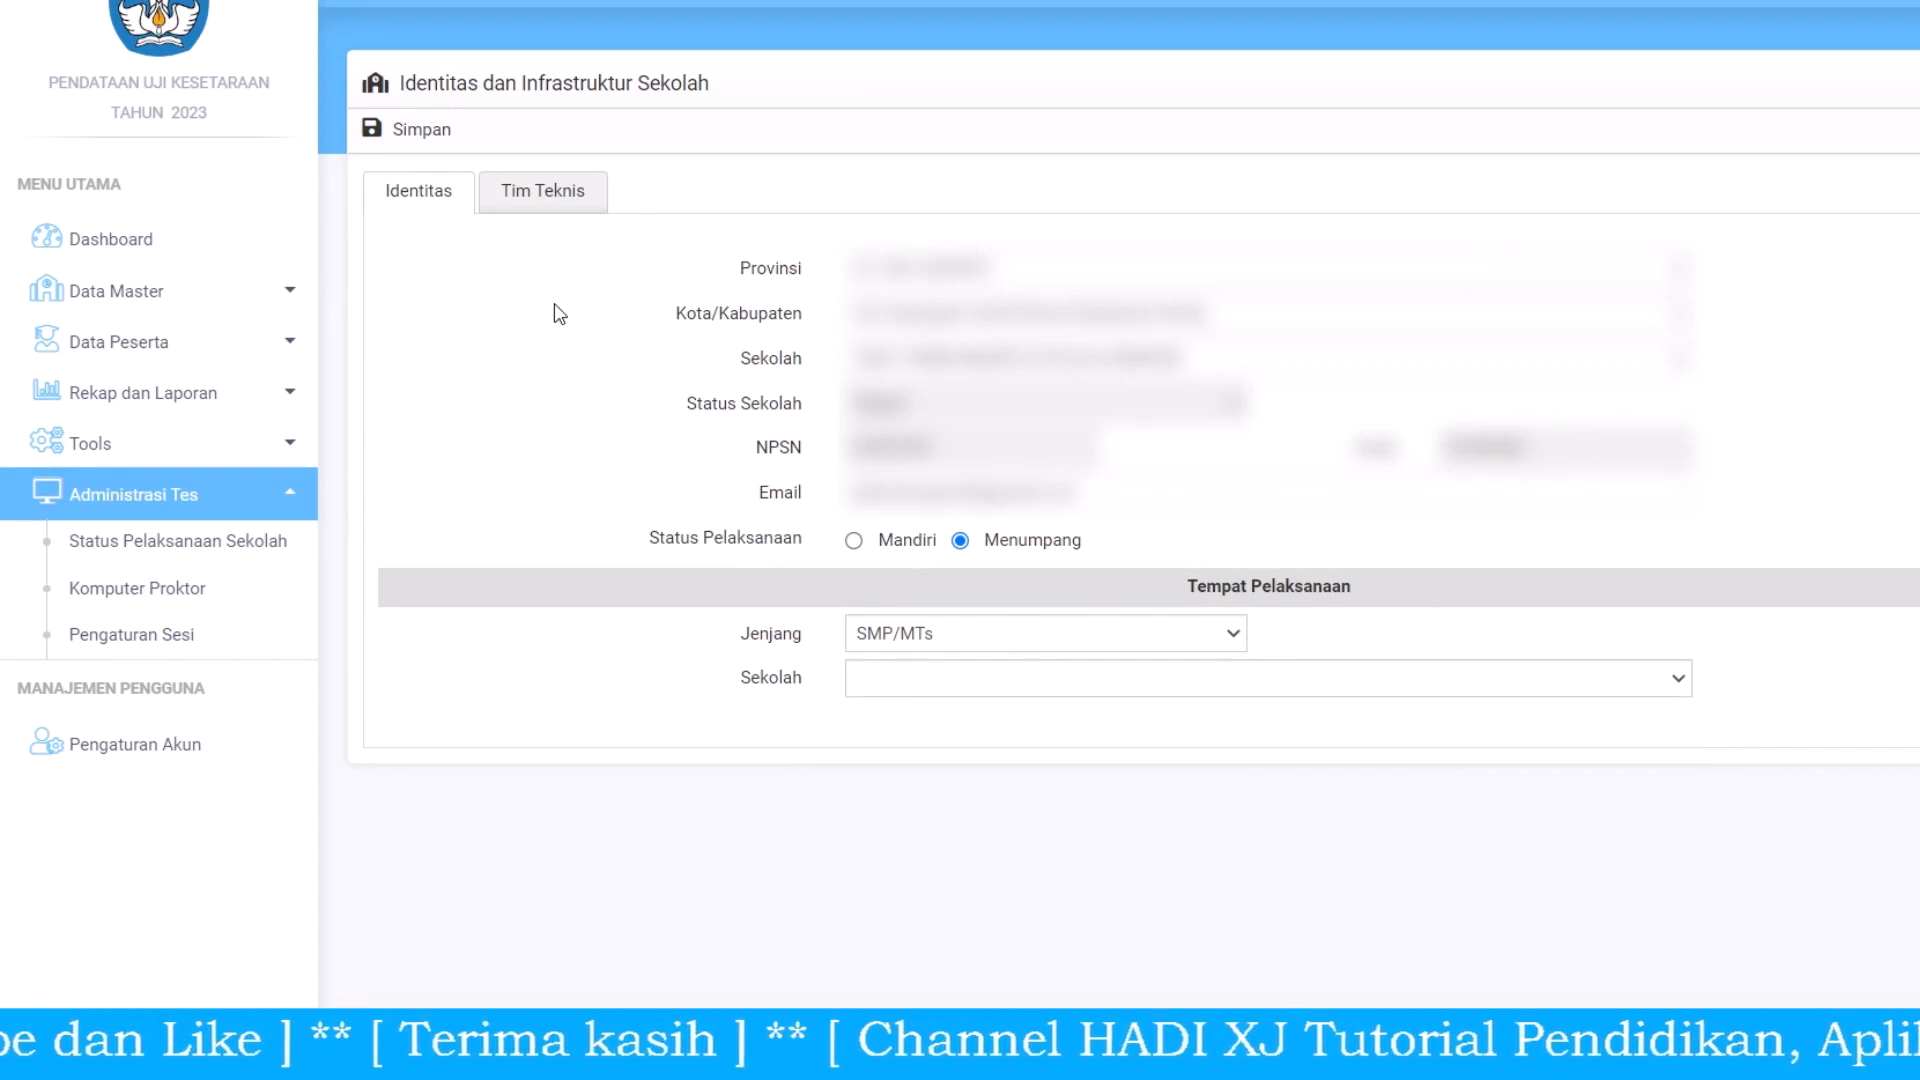 PENDATAAN UJI KESETARAAN
TAHUN 2023
MENU UTAMA
Dashboard
Data Master
Data Peserta
Rekap dan Laporan
Tools
Administrasi Tes
Status Pelaksanaan Sekolah
Komputer Proktor
Pengaturan Sesi
MANAJEMEN PENGGUNA
Pengaturan Akun
Identitas dan Infrastruktur Sekolah
Simpan
Identitas Tim Teknis
Provinsi
Kota/Kabupaten
Sekolah
Status Sekolah
NPSN
Email
Status Pelaksanaan Mandiri Menumpang
Tempat Pelaksanaan
Jenjang SMP/MTs
Sekolah
dan Like ] ** [ Terima kasih ] ** [ Channel HADI XJ Tutorial Pendidikan,